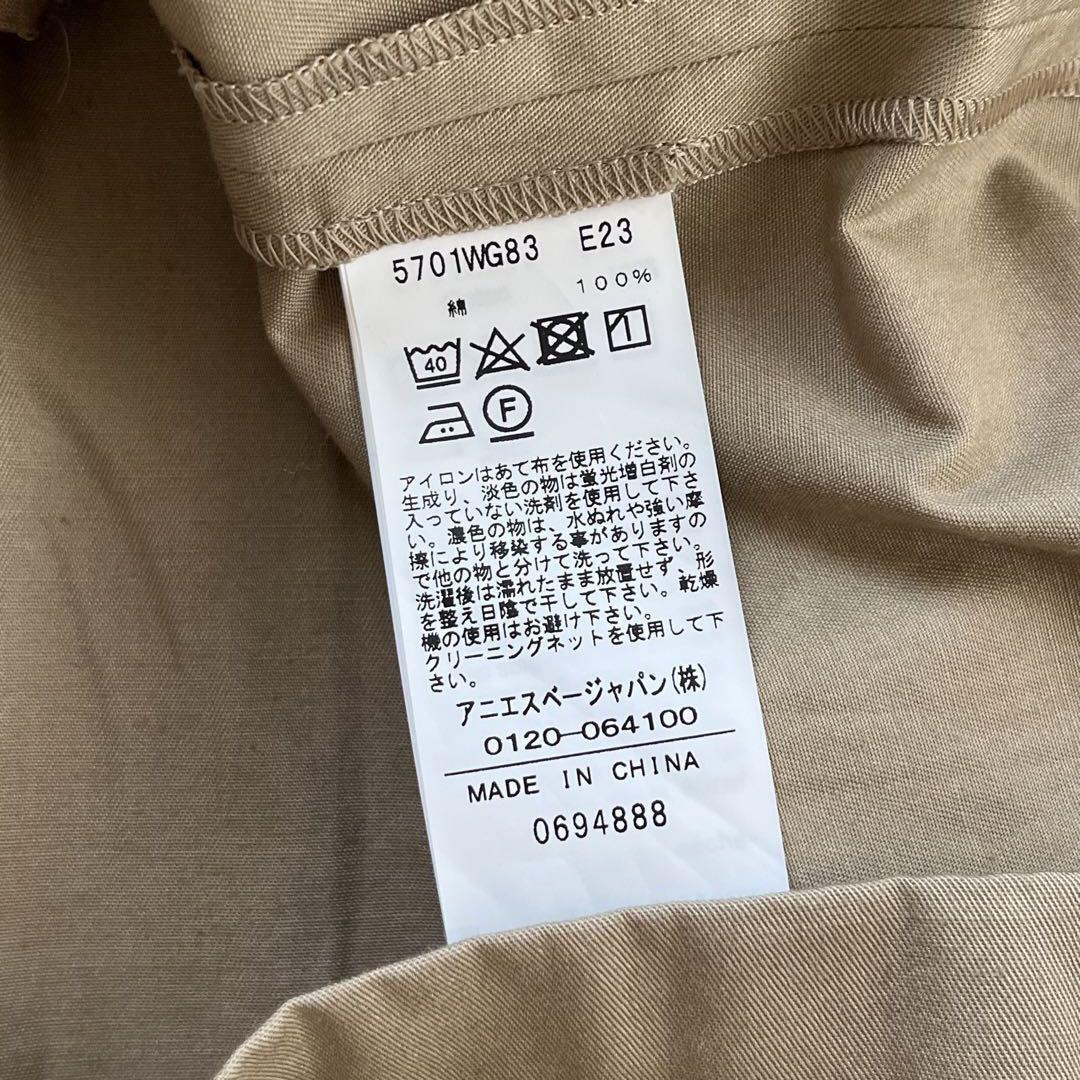 5701WG83 E23
綿 100%
40
F
アイロンはあて布を使用ください。
生成り、淡色の物は蛍光増白剤の
入っていない洗剤を使用して下さ
い。濃色の物は、水ぬれや強い摩
擦により移染する事がありますの
で他の物と分けて洗って下さい。
洗濯後は濡れたまま放置せず、形
を整え日陰で干して下さい。乾燥
機の使用はお避け下さい。
クリーニングネットを使用して下
さい。
アニエスベージャパン(株)
0120-064100
MADE IN CHINA
0694888